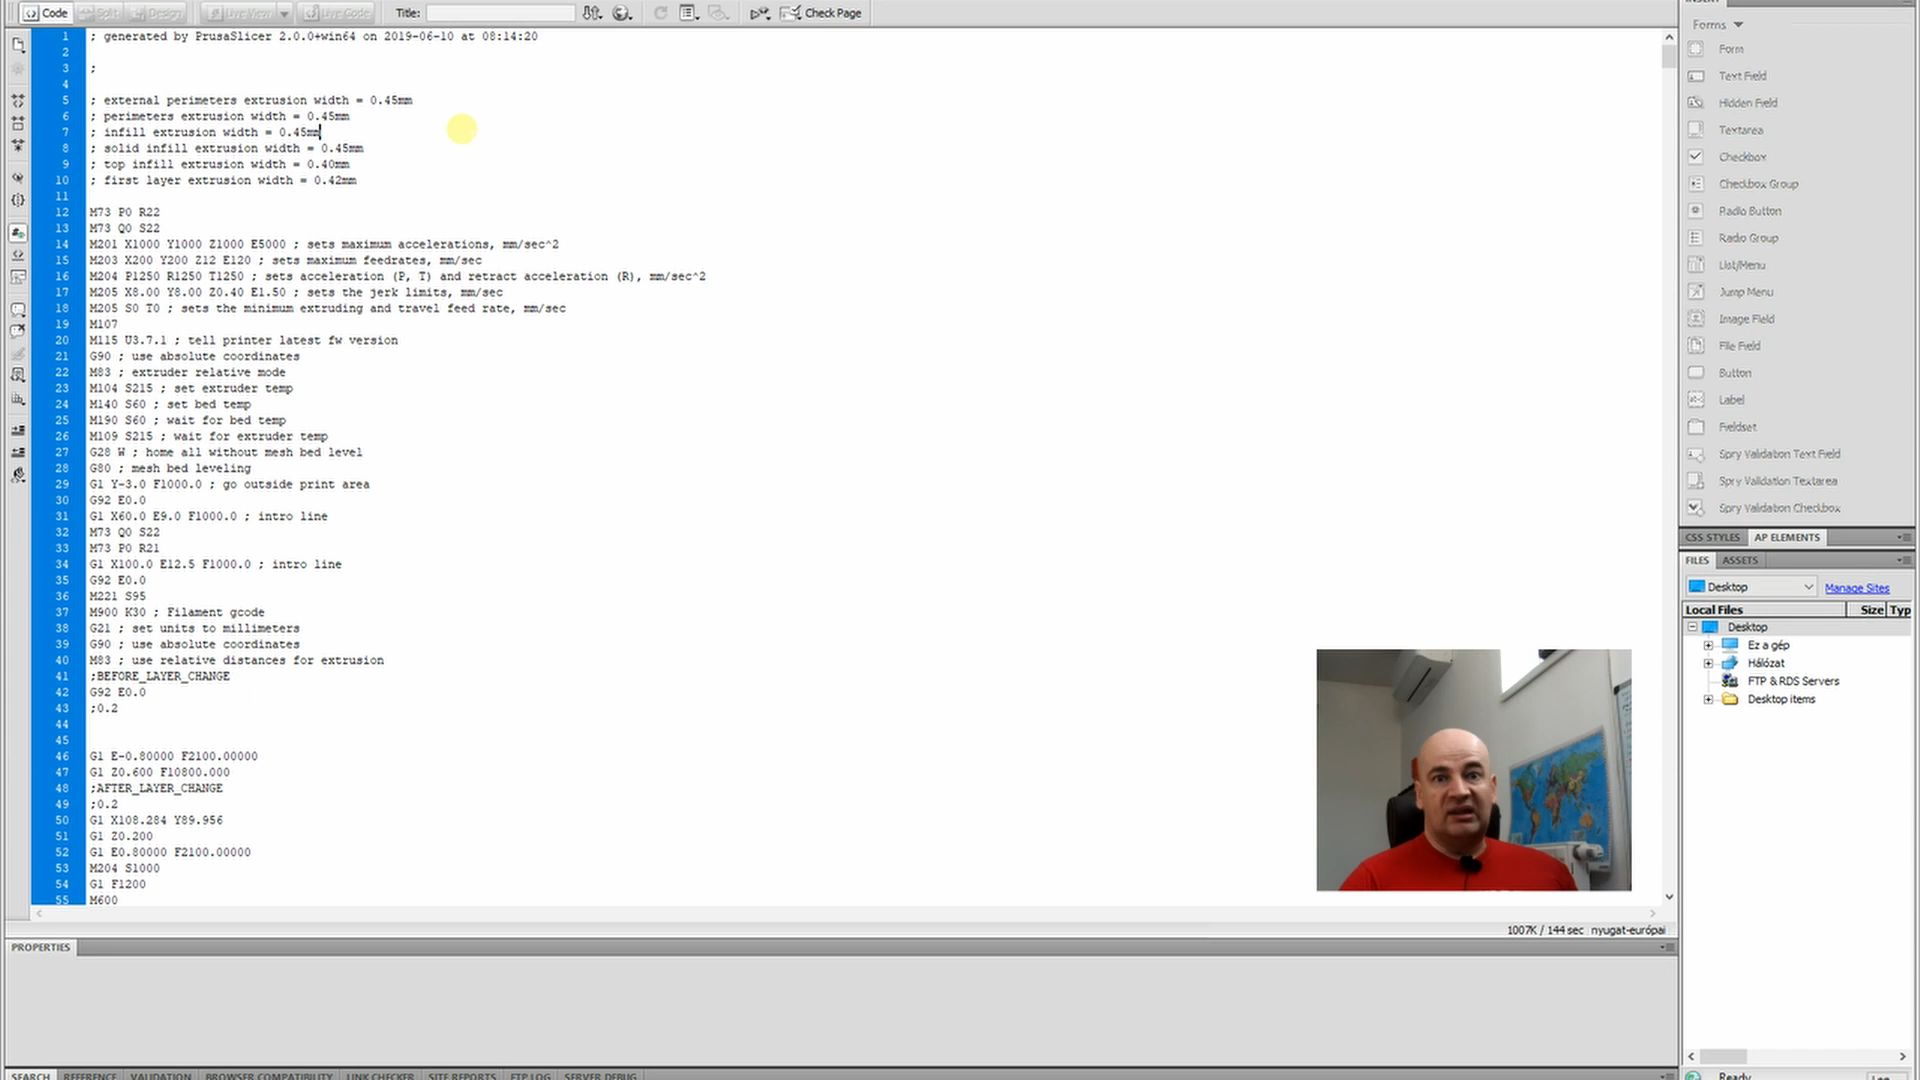 Code
Split
Design
Live View
Live Code
Title:
Check Page
1 ; generated by PrusaSlicer 2.0.0+win64 on 2019-06-10 at 08:14:20
2
3 ;
4
5 ; external perimeters extrusion width = 0.45mm
6 ; perimeters extrusion width = 0.45mm
7 ; infill extrusion width = 0.45mm
8 ; solid infill extrusion width = 0.45mm
9 ; top infill extrusion width = 0.40mm
10 ; first layer extrusion width = 0.42mm
11
12 M73 P0 R22
13 M73 Q0 S22
14 M201 X1000 Y1000 Z1000 E5000 ; sets maximum accelerations, mm/sec^2
15 M203 X200 Y200 Z12 E120 ; sets maximum feedrates, mm/sec
16 M204 P1250 R1250 T1250 ; sets acceleration (P, T) and retract acceleration (R), mm/sec^2
17 M205 X8.00 Y8.00 Z0.40 E1.50 ; sets the jerk limits, mm/sec
18 M205 S0 T0 ; sets the minimum extruding and travel feed rate, mm/sec
19 M107
20 M115 U3.7.1 ; tell printer latest fw version
21 G90 ; use absolute coordinates
22 M83 ; extruder relative mode
23 M104 S215 ; set extruder temp
24 M140 S60 ; set bed temp
25 M190 S60 ; wait for bed temp
26 M109 S215 ; wait for extruder temp
27 G28 W ; home all without mesh bed level
28 G80 ; mesh bed leveling
29 G1 Y-3.0 F1000.0 ; go outside print area
30 G92 E0.0
31 G1 X60.0 E9.0 F1000.0 ; intro line
32 M73 Q0 S22
33 M73 P0 R21
34 G1 X100.0 E12.5 F1000.0 ; intro line
35 G92 E0.0
36 M221 S95
37 M900 K30 ; Filament gcode
38 G21 ; set units to millimeters
39 G90 ; use absolute coordinates
40 M83 ; use relative distances for extrusion
41 ;BEFORE_LAYER_CHANGE
42 G92 E0.0
43 ;0.2
44
45
46 G1 E-0.80000 F2100.00000
47 G1 Z0.600 F10800.000
48 ;AFTER_LAYER_CHANGE
49 ;0.2
50 G1 X108.284 Y89.956
51 G1 Z0.200
52 G1 E0.80000 F2100.00000
53 M204 S1000
54 G1 F1200
55 M600
1007K / 144 sec nyugat-európai
PROPERTIES
SEARCH REFERENCE VALIDATION BROWSER COMPATIBILITY LINK CHECKER SITE REPORTS FTP LOG SERVER DEBUG
INSERT
Forms
Form
Text Field
Hidden Field
Textarea
Checkbox
Checkbox Group
Radio Button
Radio Group
List/Menu
Jump Menu
Image Field
File Field
Button
Label
Fieldset
Spry Validation Text Field
Spry Validation Textarea
Spry Validation Checkbox
CSS STYLES AP ELEMENTS
FILES ASSETS
Desktop Manage Sites
Local Files Size Typ
Desktop
Ez a gép
Hálózat
FTP & RDS Servers
Desktop items
Ready